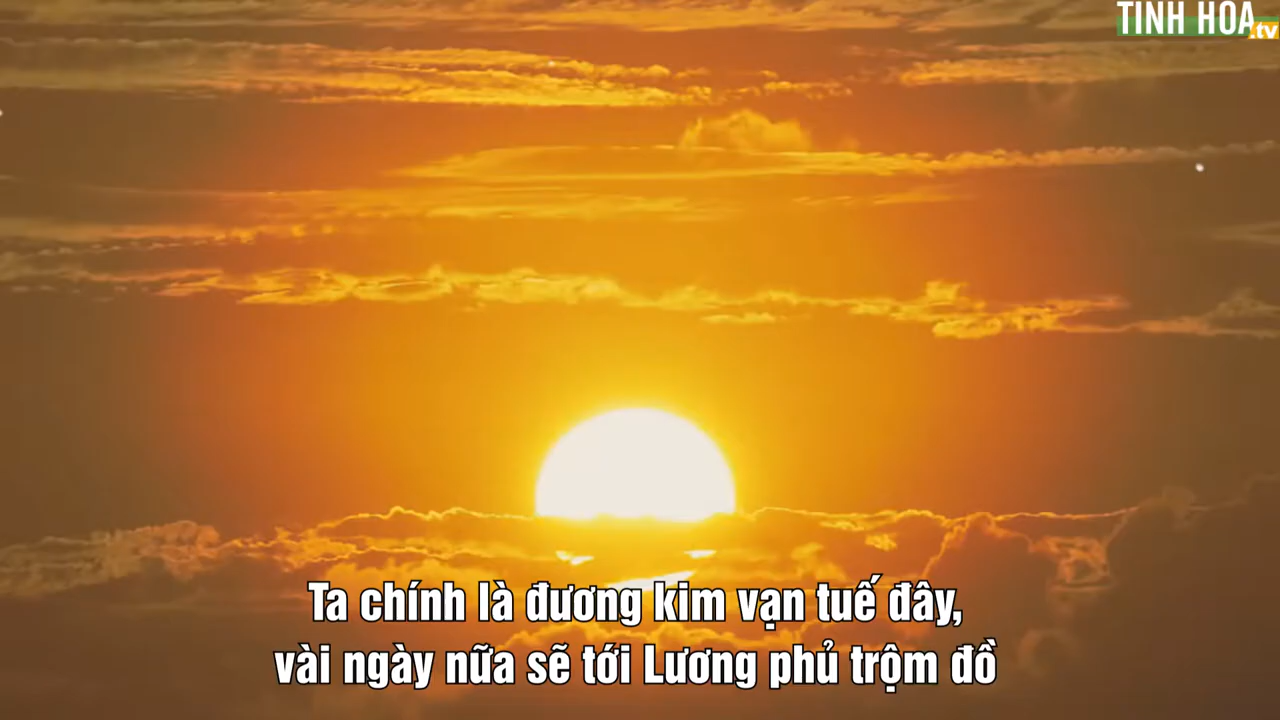 TINH HOA
.tv
Ta chính là đương kim vạn tuế đây,
vài ngày nữa sẽ tới Lương phủ trộm đồ